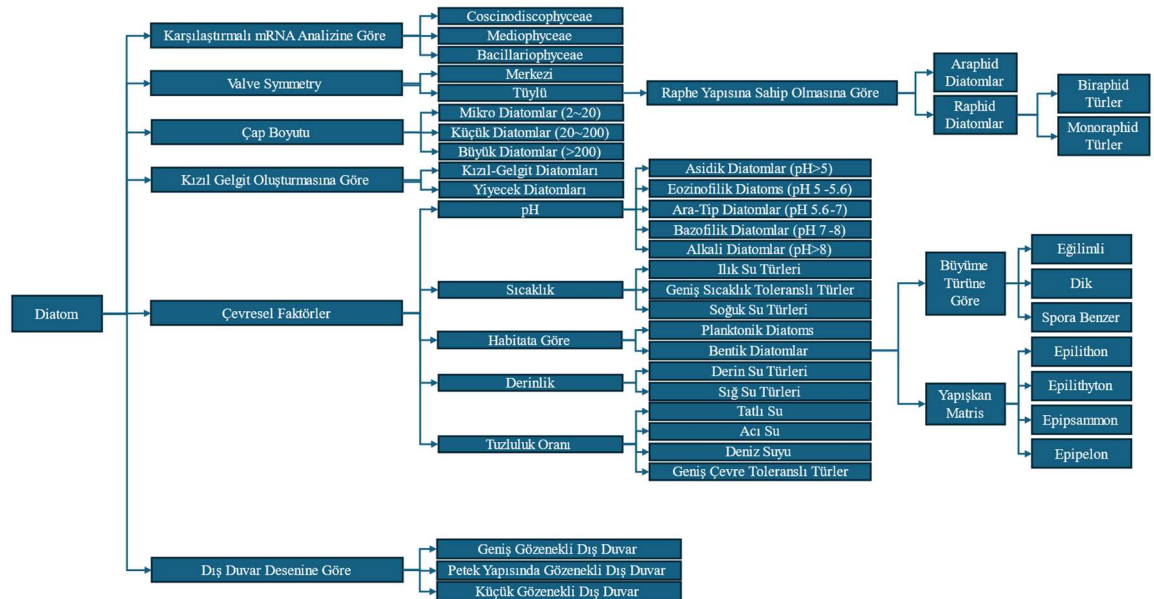 Diatom
Karşılaştırmalı mRNA Analizine Göre
Coscinodiscophyceae
Mediophyceae
Bacillariophyceae
Valve Symmetry
Merkezi
Tüylü
Raphe Yapısına Sahip Olmasına Göre
Araphid
Diatomlar
Raphid
Diatomlar
Biraphid
Türler
Monoraphid
Türler
Çap Boyutu
Mikro Diatomlar (2~20)
Küçük Diatomlar (20~200)
Büyük Diatomlar (>200)
Kızıl Gelgit Oluşturmasına Göre
Kızıl-Gelgit Diatomları
Yiyecek Diatomları
Çevresel Faktörler
pH
Asidik Diatomlar (pH>5)
Eozinofilik Diatoms (pH 5 -5.6)
Ara-Tip Diatomlar (pH 5.6-7)
Bazofilik Diatomlar (pH 7 -8)
Alkali Diatomlar (pH>8)
Sıcaklık
Ilık Su Türleri
Geniş Sıcaklık Toleranslı Türler
Soğuk Su Türleri
Habitata Göre
Planktonik Diatoms
Bentik Diatomlar
Büyüme
Türüne
Göre
Eğilimli
Dik
Spora Benzer
Yapışkan
Matris
Epilithon
Epilithyton
Epipsammon
Epipelon
Derinlik
Derin Su Türleri
Sığ Su Türleri
Tuzluluk Oranı
Tatlı Su
Acı Su
Deniz Suyu
Geniş Çevre Toleranslı Türler
Dış Duvar Desenine Göre
Geniş Gözenekli Dış Duvar
Petek Yapısında Gözenekli Dış Duvar
Küçük Gözenekli Dış Duvar